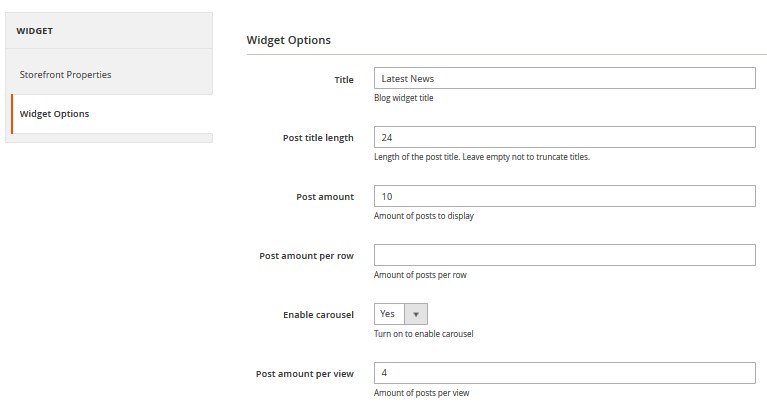 WIDGET
Storefront Properties
Widget Options
Widget Options
Title
Latest News
Blog widget title
Post title length
24
Length of the post title. Leave empty not to truncate titles.
Post amount
10
Amount of posts to display
Post amount per row
Amount of posts per row
Enable carousel
Yes
Turn on to enable carousel
Post amount per view
4
Amount of posts per view